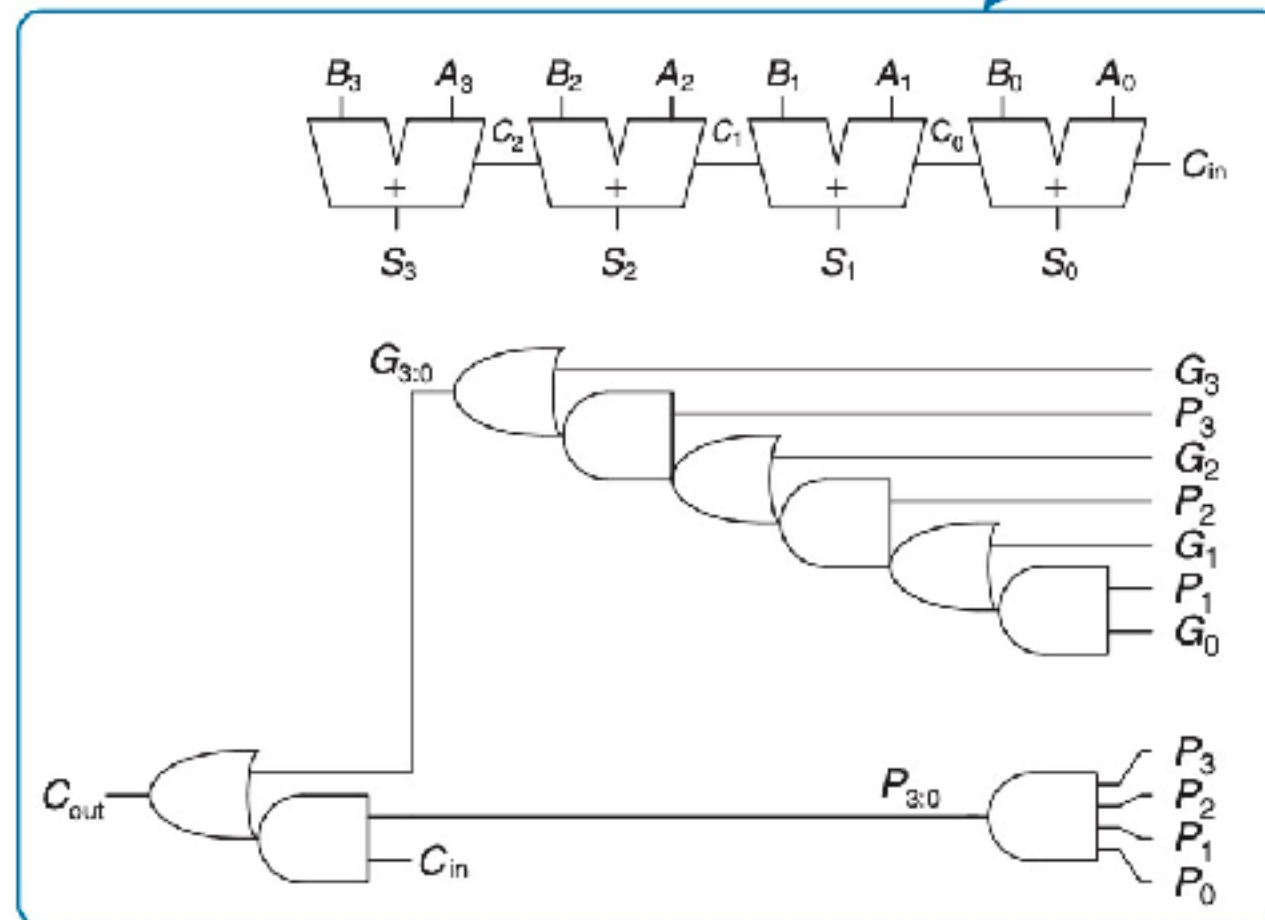 B₃ A₃ B₂ A₂ B₁ A₁ B₀ A₀
C₂ C₁ C₀ Cᵢₙ
+ + + +
S₃ S₂ S₁ S₀
G₃:₀ G₃
P₃
G₂
P₂
G₁
P₁
G₀
P₃
P₃:₀ P₂
Cout P₁
Cin P₀